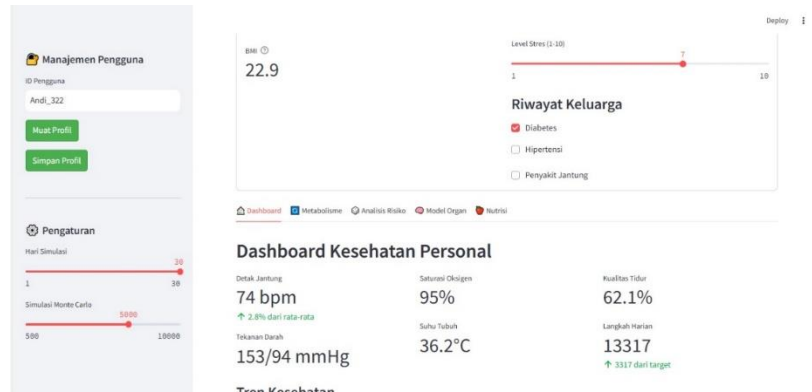 Deploy
Manajemen Pengguna
ID Pengguna
Andi_322
Muat Profil
Simpan Profil
Pengaturan
Hari Simulasi
30
1 30
Simulasi Monte Carlo
5000
500 10000
BMI
22.9
Level Stres (1-10)
7
1 10
Riwayat Keluarga
Diabetes
Hipertensi
Penyakit Jantung
Dashboard Metabolisme Analisis Risiko Model Organ Nutrisi
Dashboard Kesehatan Personal
Detak Jantung
74 bpm
↑ 2.8% dari rata-rata
Tekanan Darah
153/94 mmHg
Saturasi Oksigen
95%
Suhu Tubuh
36.2°C
Kualitas Tidur
62.1%
Langkah Harian
13317
↑ 3317 dari target
Tren Kesehatan